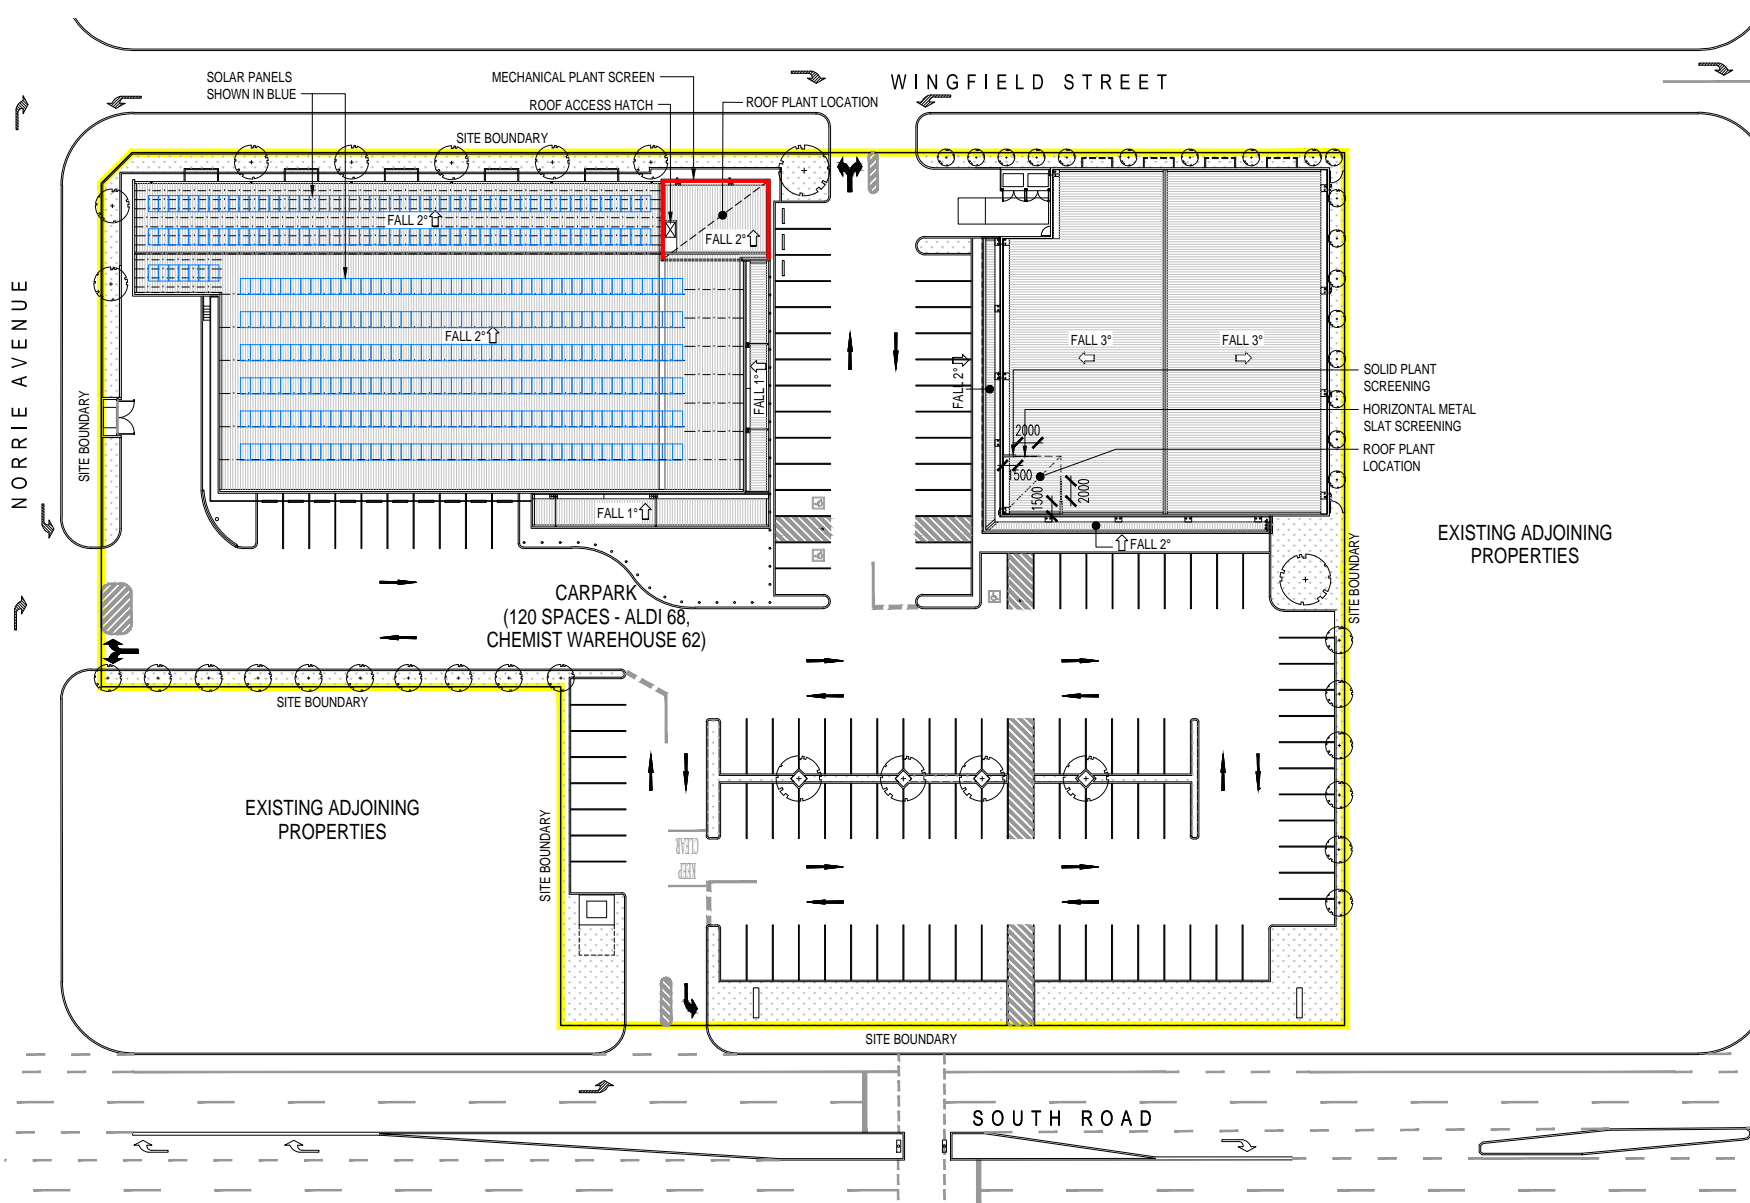 SOLAR PANELS
SHOWN IN BLUE
MECHANICAL PLANT SCREEN
ROOF ACCESS HATCH
ROOF PLANT LOCATION
WINGFIELD STREET
SITE BOUNDARY
FALL 2°
FALL 2°
NORRIE AVENUE
SITE BOUNDARY
FALL 2°
FALL 1°
FALL 1°
FALL 2°
FALL 3°
FALL 3°
SOLID PLANT
SCREENING
HORIZONTAL METAL
SLAT SCREENING
ROOF PLANT
LOCATION
2000
1500
1500
2000
FALL 2°
EXISTING ADJOINING
PROPERTIES
SITE BOUNDARY
CARPARK
(120 SPACES - ALDI 68,
CHEMIST WAREHOUSE 62)
SITE BOUNDARY
EXISTING ADJOINING
PROPERTIES
SITE BOUNDARY
KEEP
CLEAR
SITE BOUNDARY
SOUTH ROAD